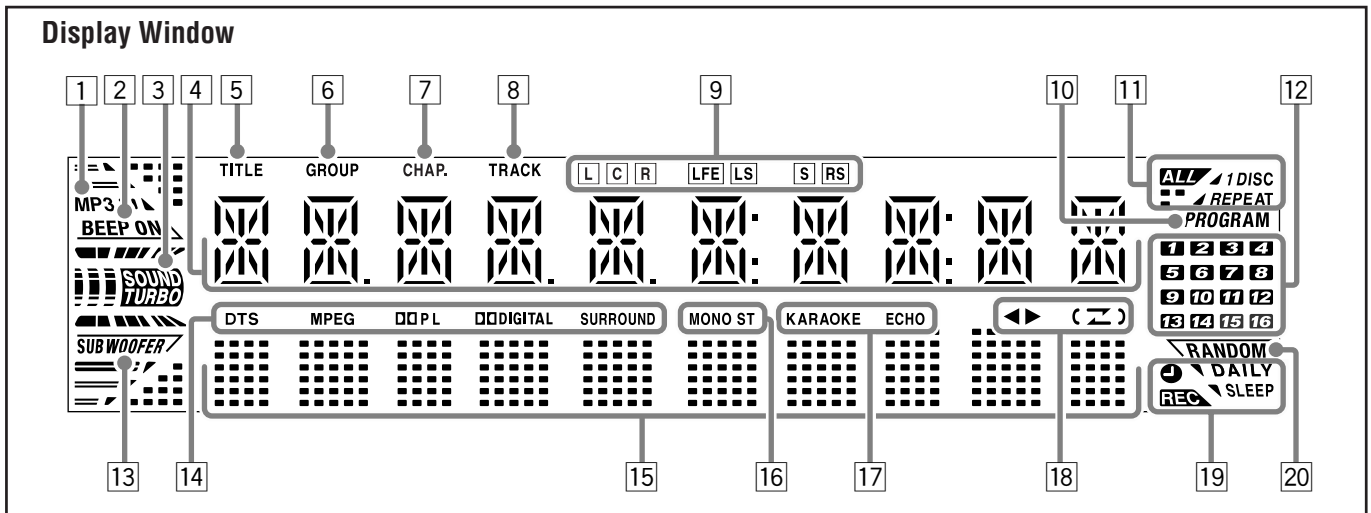 Display Window
1 2 3 4 5 6 7 8 9 10 11 12
TITLE GROUP CHAP. TRACK L C R LFE LS S RS
ALL 1 DISC
REPEAT
MP3
BEEP ON
PROGRAM
SOUND
TURBO
1 2 3 4
5 6 7 8
9 10 11 12
13 14 15 16
DTS MPEG PL DIGITAL SURROUND MONO ST KARAOKE ECHO
SUBWOOFER
RANDOM
DAILY
REC SLEEP
13 14 15 16 17 18 19 20